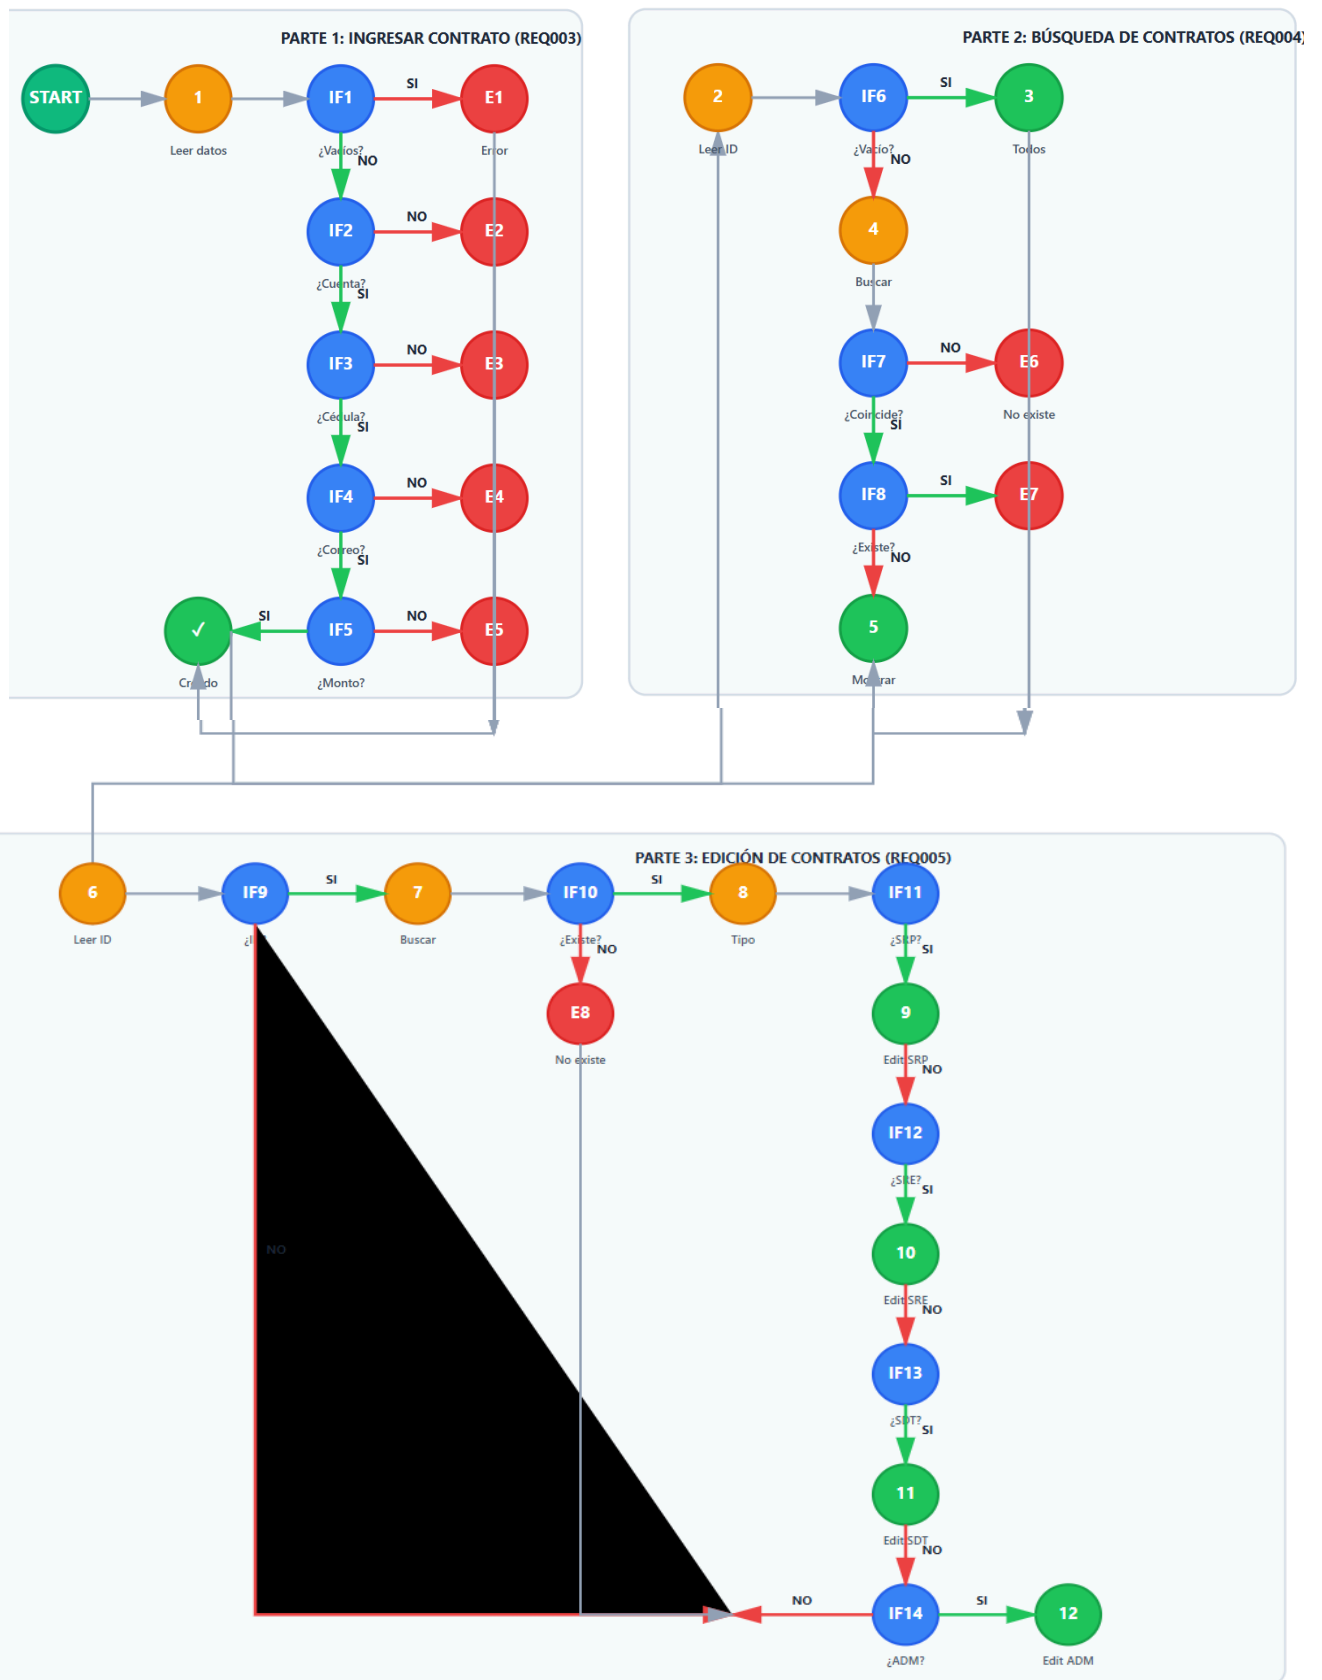 PARTE 1: INGRESAR CONTRATO (REQ003)
START
1
IF1
SI
E1
Leer datos
¿Vacíos?
NO
Error
IF2
NO
E2
¿Cuenta?
SI
IF3
NO
E3
¿Cédula?
SI
IF4
NO
E4
¿Correo?
SI
✓
SI
IF5
NO
E5
¿Monto?
PARTE 2: BÚSQUEDA DE CONTRATOS (REQ004)
2
IF6
SI
3
Leer ID
¿Vacío?
NO
Todos
4
Buscar
IF7
NO
E6
¿Coincide?
SI
No existe
IF8
SI
E7
¿Existe?
NO
5
PARTE 3: EDICIÓN DE CONTRATOS (REQ005)
6
IF9
SI
7
IF10
SI
8
IF11
Leer ID
Buscar
¿Existe?
NO
Tipo
¿SRP?
SI
E8
No existe
9
Edit SRP
NO
IF12
¿SRE?
SI
NO
10
Edit SRE
NO
IF13
¿SDT?
SI
11
Edit SDT
NO
NO
IF14
SI
12
¿ADM?
Edit ADM